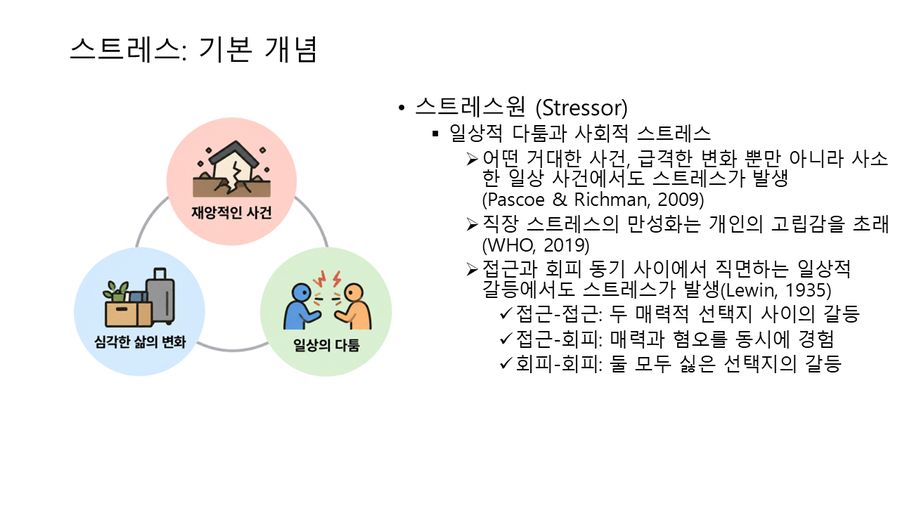 스트레스: 기본 개념
재앙적인 사건
심각한 삶의 변화
일상의 다툼
• 스트레스원 (Stressor)
▪ 일상적 다툼과 사회적 스트레스
➢ 어떤 거대한 사건, 급격한 변화 뿐만 아니라 사소
한 일상 사건에서도 스트레스가 발생
(Pascoe & Richman, 2009)
➢ 직장 스트레스의 만성화는 개인의 고립감을 초래
(WHO, 2019)
➢ 접근과 회피 동기 사이에서 직면하는 일상적
갈등에서도 스트레스가 발생(Lewin, 1935)
✓ 접근-접근: 두 매력적 선택지 사이의 갈등
✓ 접근-회피: 매력과 혐오를 동시에 경험
✓ 회피-회피: 둘 모두 싫은 선택지의 갈등